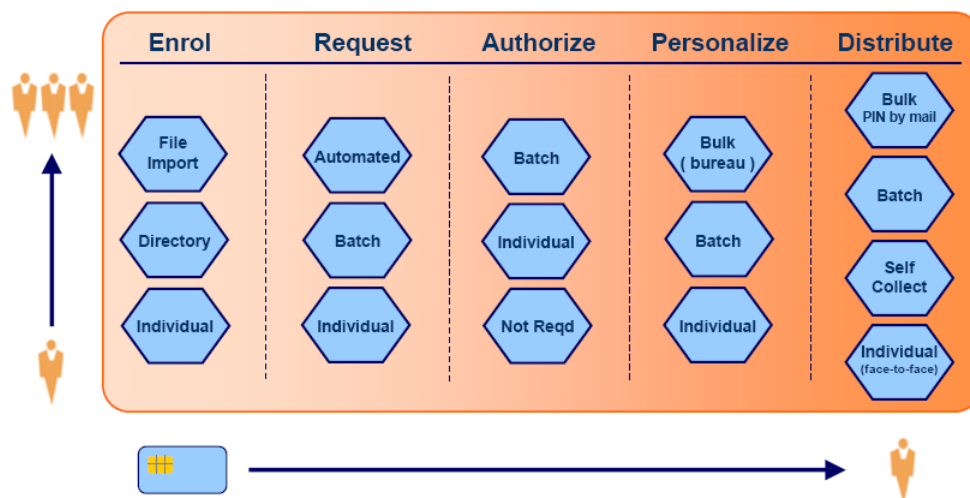 Enrol Request Authorize Personalize Distribute
Bulk
PIN by mail
File
Import
Automated
Batch
Bulk
( bureau )
Batch
Directory
Batch
Individual
Batch
Self
Collect
Individual
Individual
Not Reqd
Individual
Individual
(face-to-face)